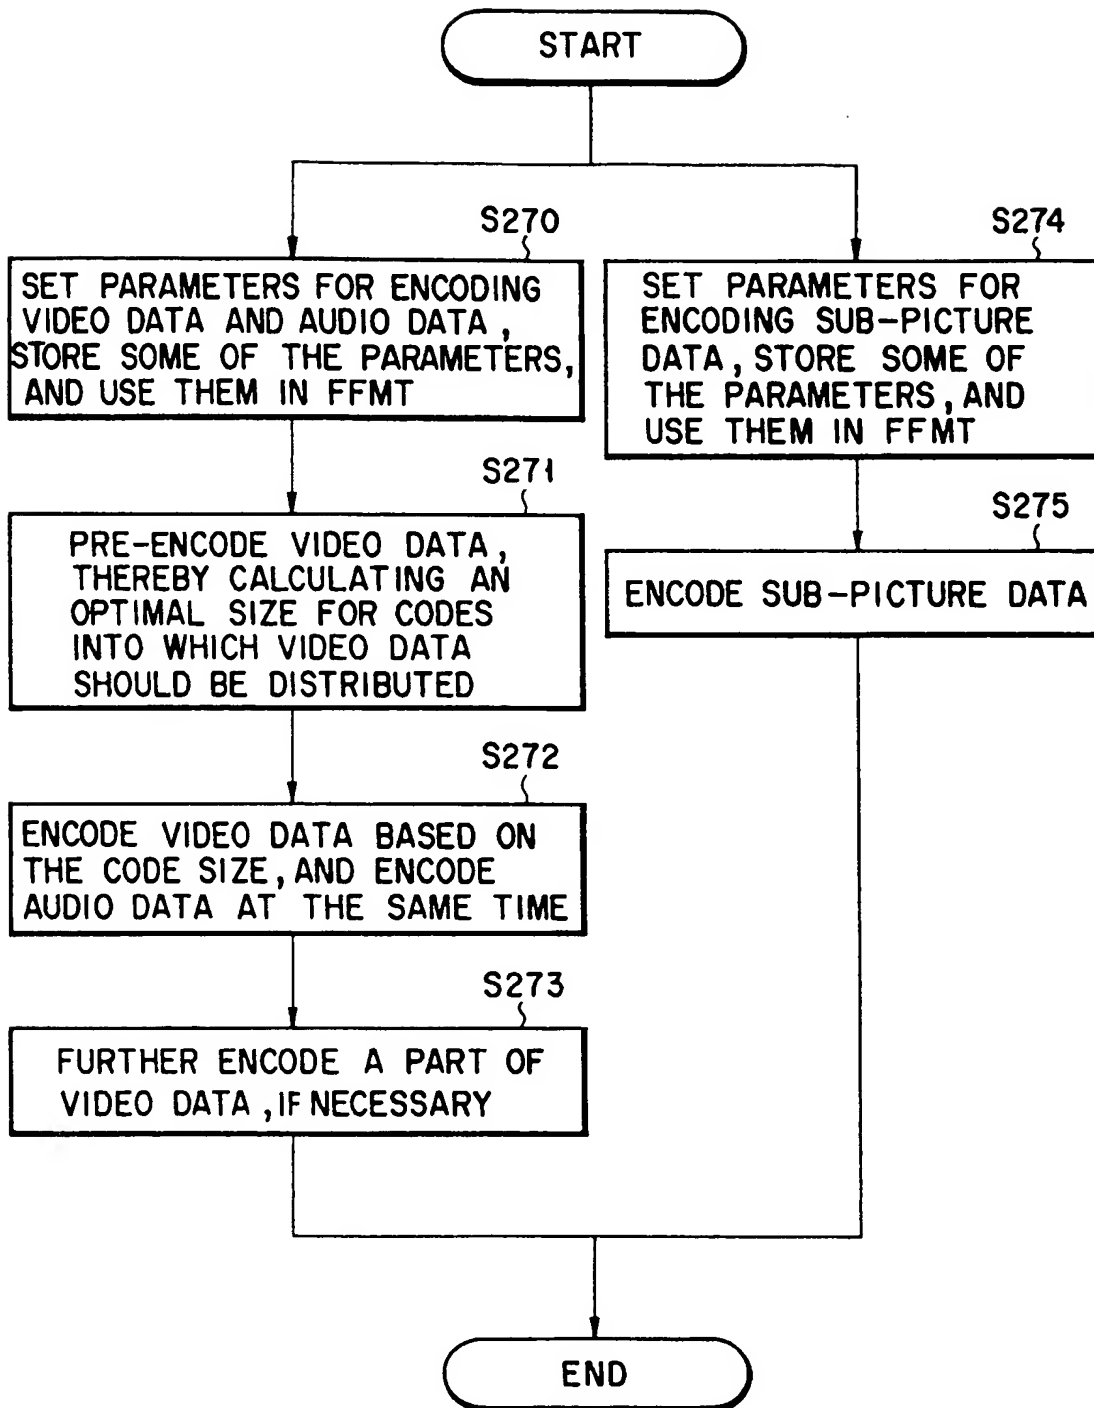 START
S270
SET PARAMETERS FOR ENCODING
VIDEO DATA AND AUDIO DATA,
STORE SOME OF THE PARAMETERS,
AND USE THEM IN FFMT
S271
PRE-ENCODE VIDEO DATA,
THEREBY CALCULATING AN
OPTIMAL SIZE FOR CODES
INTO WHICH VIDEO DATA
SHOULD BE DISTRIBUTED
S272
ENCODE VIDEO DATA BASED ON
THE CODE SIZE, AND ENCODE
AUDIO DATA AT THE SAME TIME
S273
FURTHER ENCODE A PART OF
VIDEO DATA, IF NECESSARY
S274
SET PARAMETERS FOR
ENCODING SUB-PICTURE
DATA, STORE SOME OF
THE PARAMETERS, AND
USE THEM IN FFMT
S275
ENCODE SUB-PICTURE DATA
END